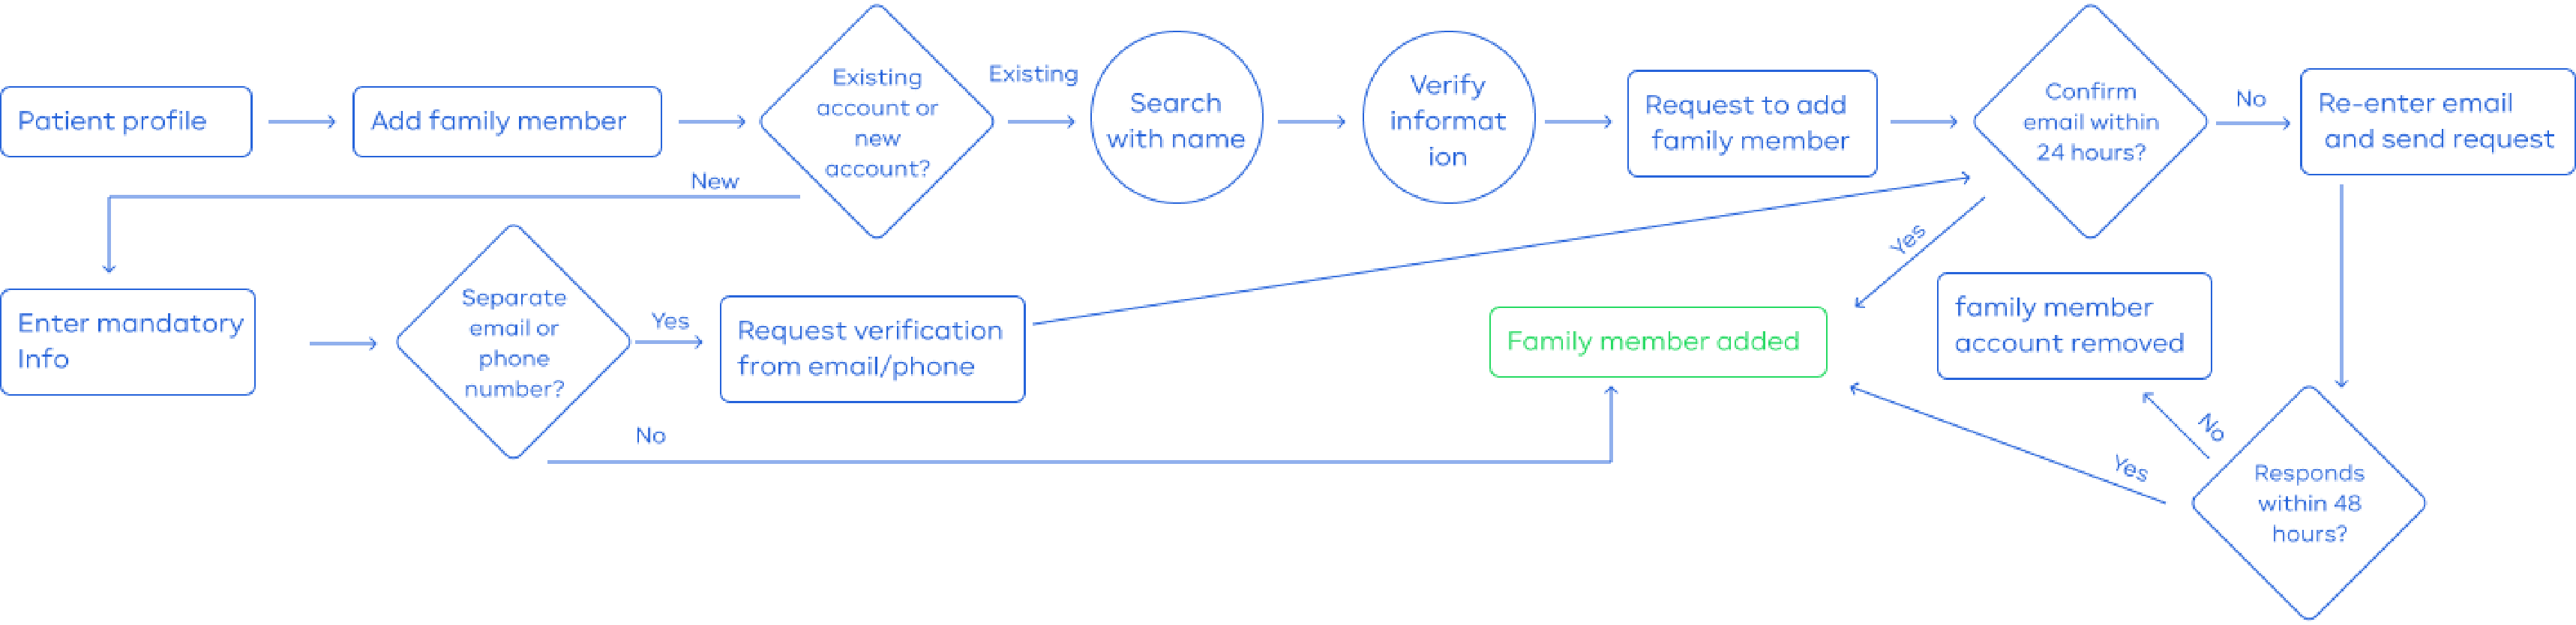 Patient profile
Add family member
Existing
account or
new
account?
Existing
Search
with name
Verify
informat
ion
Request to add
family member
Confirm
email within
24 hours?
No
Re-enter email
and send request
New
Yes
Enter mandatory
Info
Separate
email or
phone
number?
Yes
Request verification
from email/phone
Family member added
family member
account removed
No
No
Yes
Responds
within 48
hours?